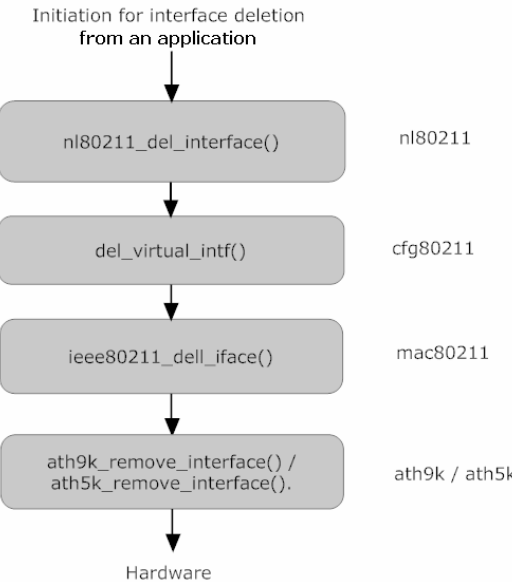 Initiation for interface deletion
from an application
nl80211_del_interface()
nl80211
del_virtual_intf()
cfg80211
ieee80211_dell_iface()
mac80211
ath9k_remove_interface() /
ath5k_remove_interface().
ath9k / ath5k
Hardware